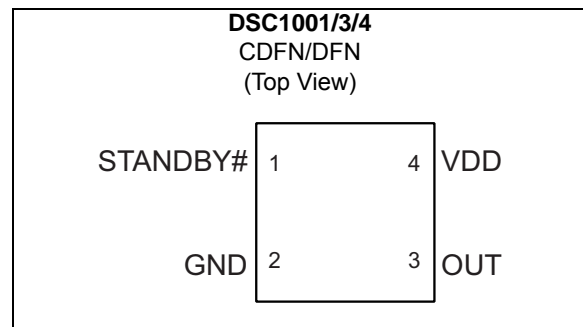 DSC1001/3/4
CDFN/DFN
(Top View)
STANDBY# 1 4 VDD
GND 2 3 OUT